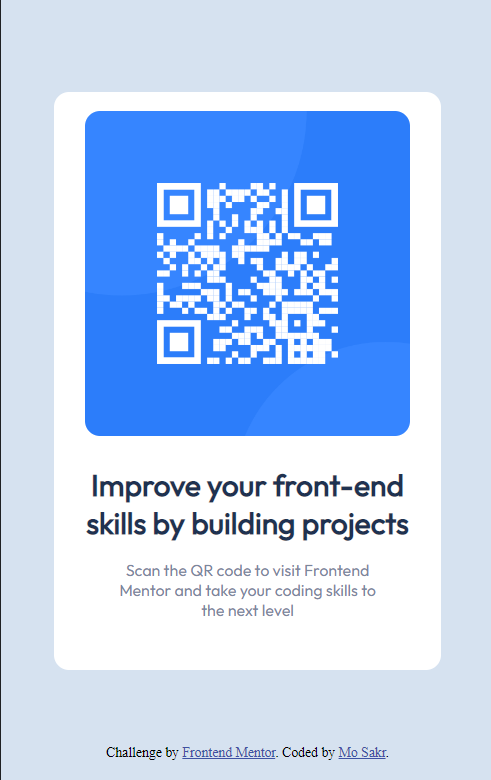 Improve your front-end
skills by building projects
Scan the QR code to visit Frontend
Mentor and take your coding skills to
the next level
Challenge by Frontend Mentor. Coded by Mo Sakr.